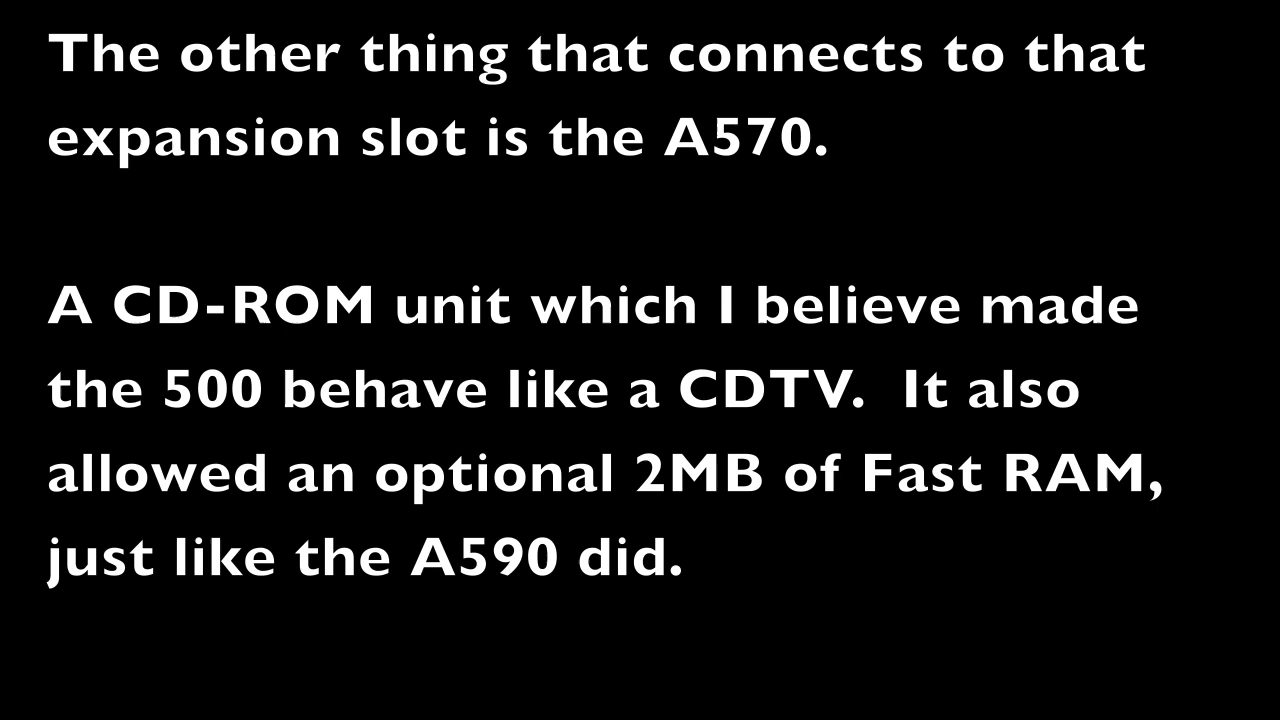 The other thing that connects to that
expansion slot is the A570.
A CD-ROM unit which I believe made
the 500 behave like a CDTV.  It also
allowed an optional 2MB of Fast RAM,
just like the A590 did.